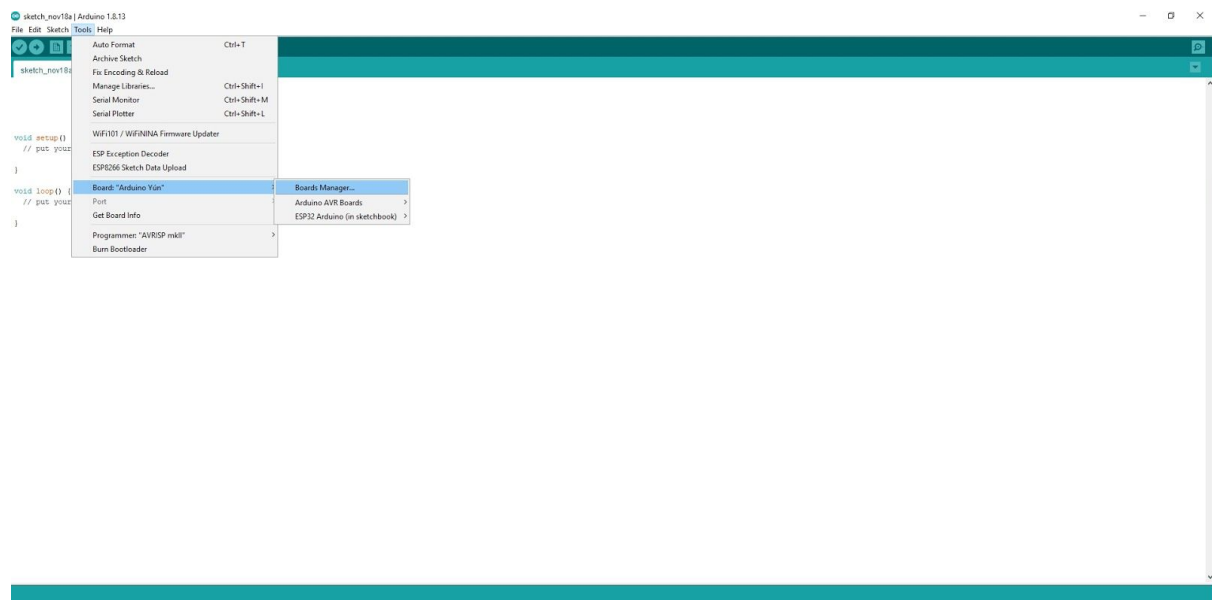 sketch_nov18a | Arduino 1.8.13
File Edit Sketch Tools Help
sketch_nov18a
Auto Format Ctrl+T
Archive Sketch
Fix Encoding & Reload
Manage Libraries... Ctrl+Shift+I
Serial Monitor Ctrl+Shift+M
Serial Plotter Ctrl+Shift+L
WiFi101 / WiFiNINA Firmware Updater
ESP Exception Decoder
ESP8266 Sketch Data Upload
Board: "Arduino Yún"
Port
Get Board Info
Programmer: "AVRISP mkII"
Burn Bootloader
Boards Manager...
Arduino AVR Boards
ESP32 Arduino (in sketchbook)
void setup()
// put your
}
void loop() {
// put your
}